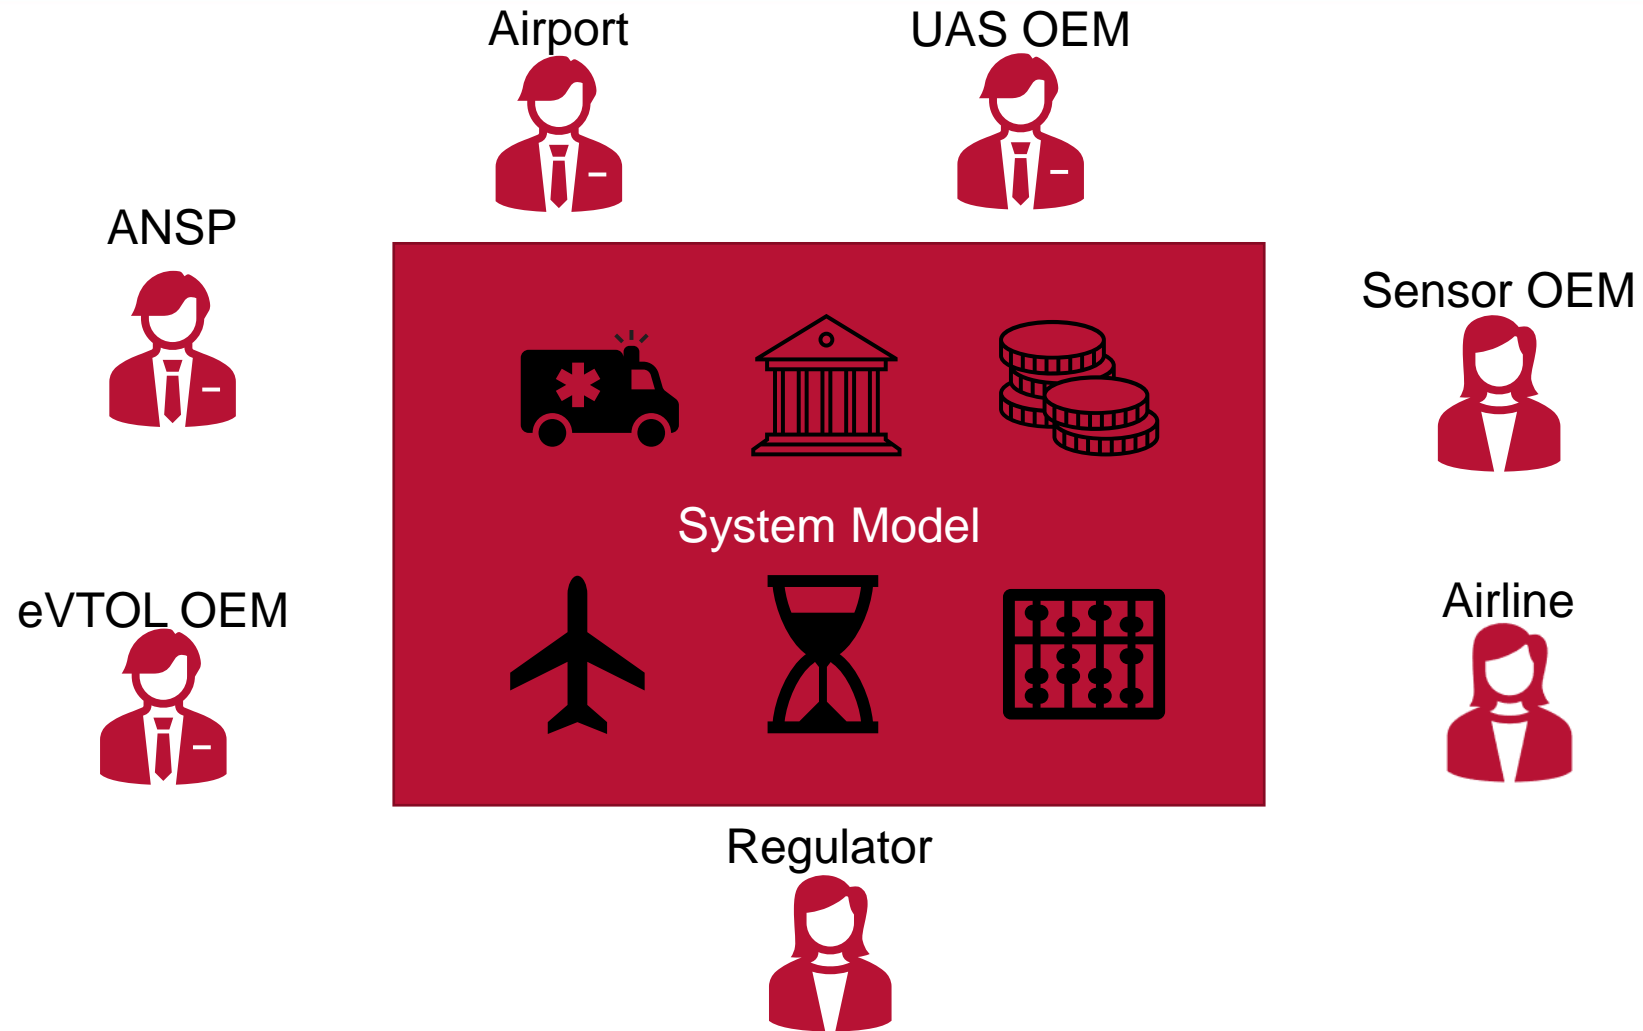 Airport
UAS OEM
ANSP
Sensor OEM
System Model
eVTOL OEM
Airline
Regulator